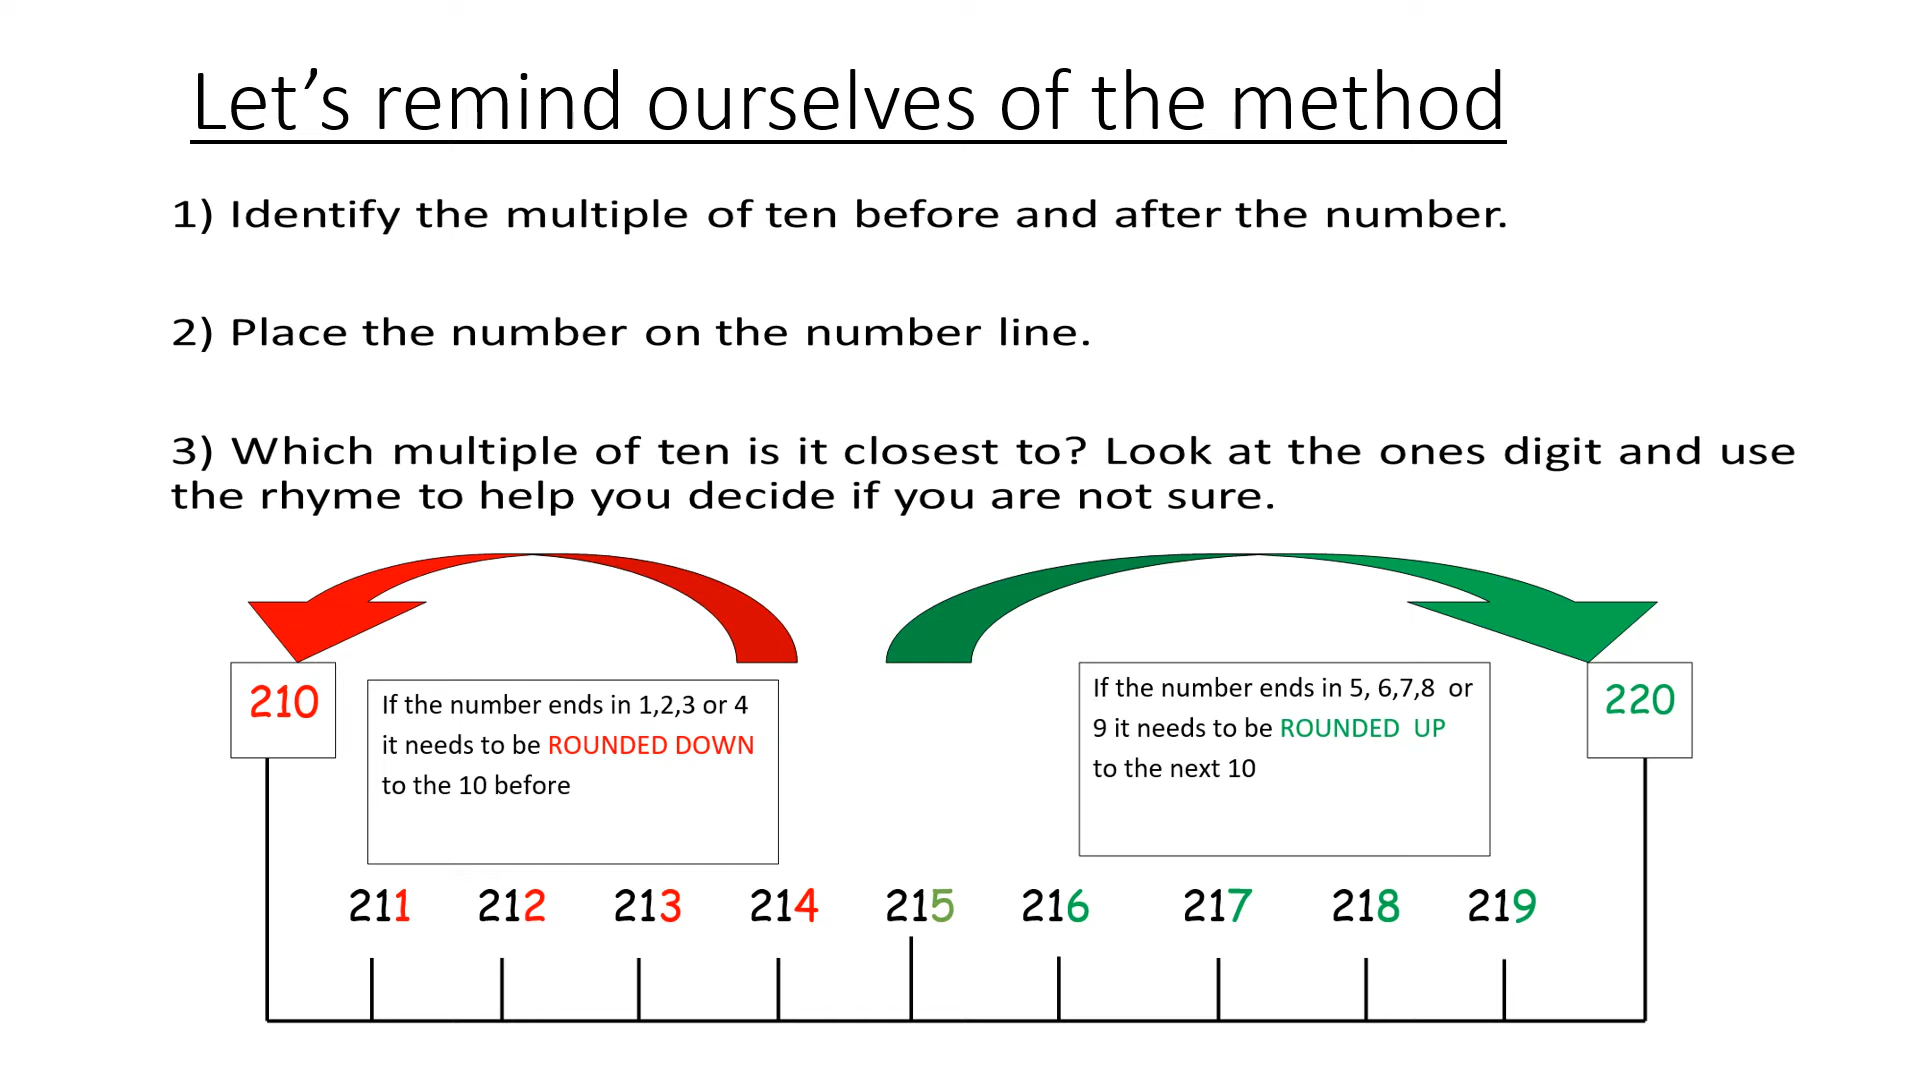 Let’s remind ourselves of the method
1) Identify the multiple of ten before and after the number.
2) Place the number on the number line.
3) Which multiple of ten is it closest to? Look at the ones digit and use
the rhyme to help you decide if you are not sure.
210
If the number ends in 1,2,3 or 4
it needs to be ROUNDED DOWN
to the 10 before
If the number ends in 5, 6,7,8 or
9 it needs to be ROUNDED UP
to the next 10
220
211 212 213 214 215 216 217 218 219